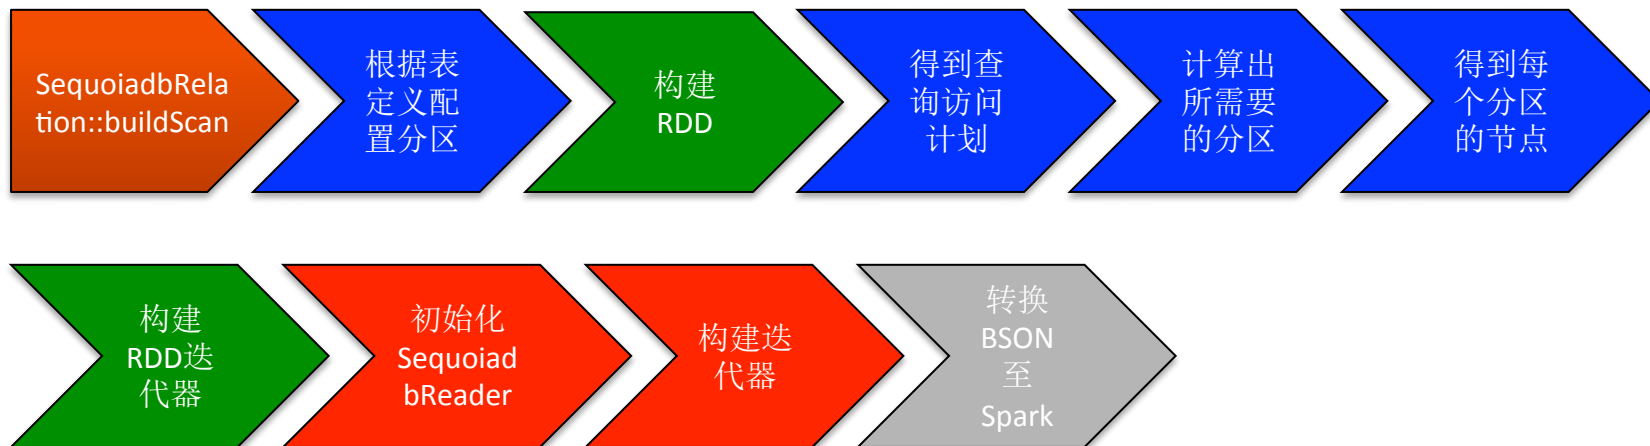 SequoiadbRela
tion::buildScan
根据表
定义配
置分区
构建
RDD
得到查
询访问
计划
计算出
所需要
的分区
得到每
个分区
的节点
构建
RDD迭
代器
初始化
Sequoiad
bReader
构建迭
代器
转换
BSON
至
Spark